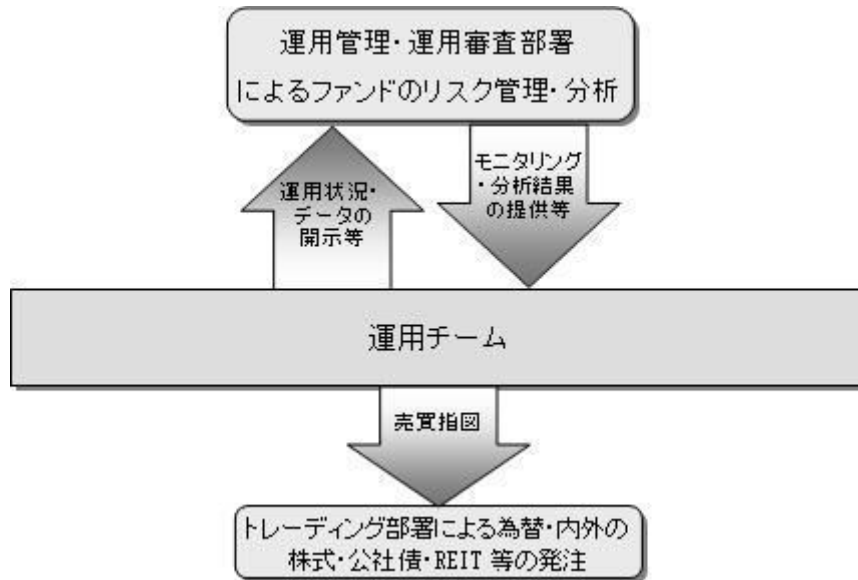 運用管理・運用審査部署
によるファンドのリスク管理・分析
運用状況・
データの
開示等
モニタリング
・分析結果
の提供等
運用チーム
売買指図
トレーディング部署による為替・内外の
株式・公社債・REIT 等の発注